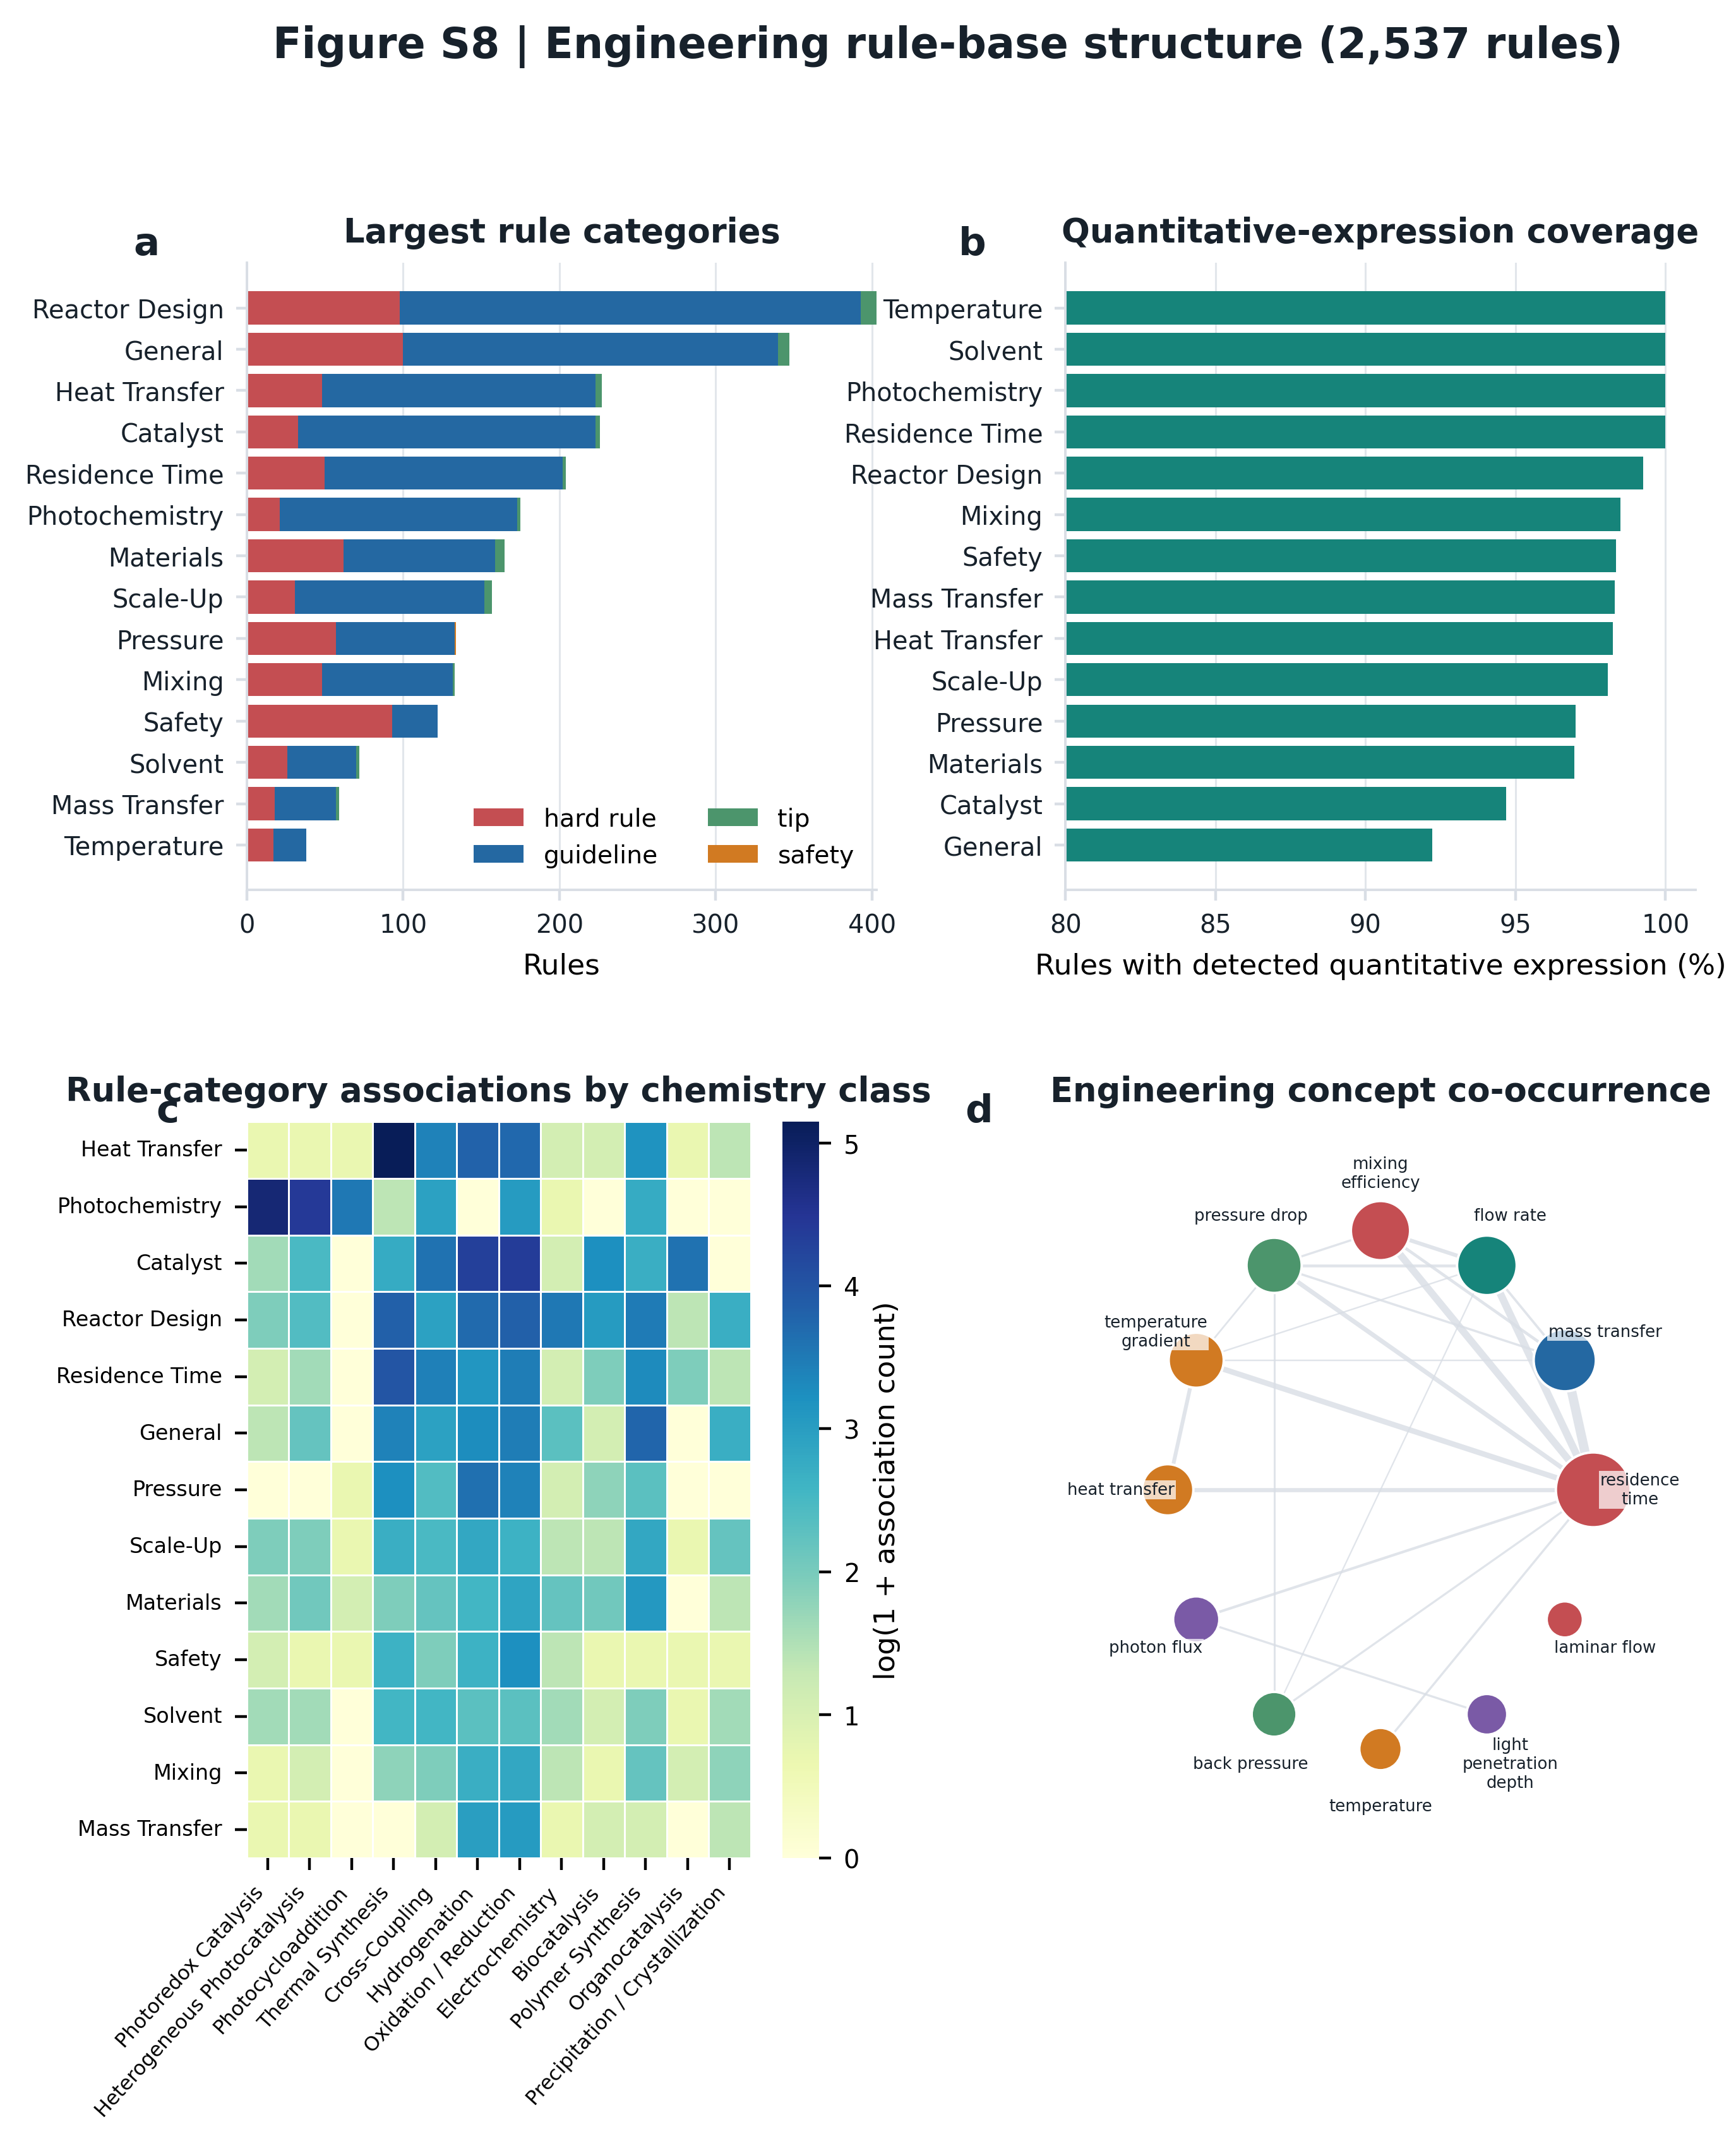 Figure S8 | Engineering rule-base structure (2,537 rules)
a
Largest rule categories
Reactor Design
General
Heat Transfer
Catalyst
Residence Time
Photochemistry
Materials
Scale-Up
Pressure
Mixing
Safety
Solvent
Mass Transfer
Temperature
hard rule
guideline
tip
safety
0 100 200 300 400
Rules
b
Quantitative-expression coverage
Temperature
Solvent
Photochemistry
Residence Time
Reactor Design
Mixing
Safety
Mass Transfer
Heat Transfer
Scale-Up
Pressure
Materials
Catalyst
General
80 85 90 95 100
Rules with detected quantitative expression (%)
c
Rule-category associations by chemistry class
Heat Transfer
Photochemistry
Catalyst
Reactor Design
Residence Time
General
Pressure
Scale-Up
Materials
Safety
Solvent
Mixing
Mass Transfer
Photoredox Catalysis
Heterogeneous Photocatalysis
Photocycloaddition
Thermal Synthesis
Cross-Coupling
Hydrogenation
Oxidation / Reduction
Electrochemistry
Biocatalysis
Polymer Synthesis
Organocatalysis
Precipitation / Crystallization
5
4
3
2
1
0
log(1 + association count)
d
Engineering concept co-occurrence
mixing
efficiency
pressure drop
flow rate
temperature
gradient
mass transfer
heat transfer
residence
time
photon flux
laminar flow
back pressure
light
penetration
depth
temperature